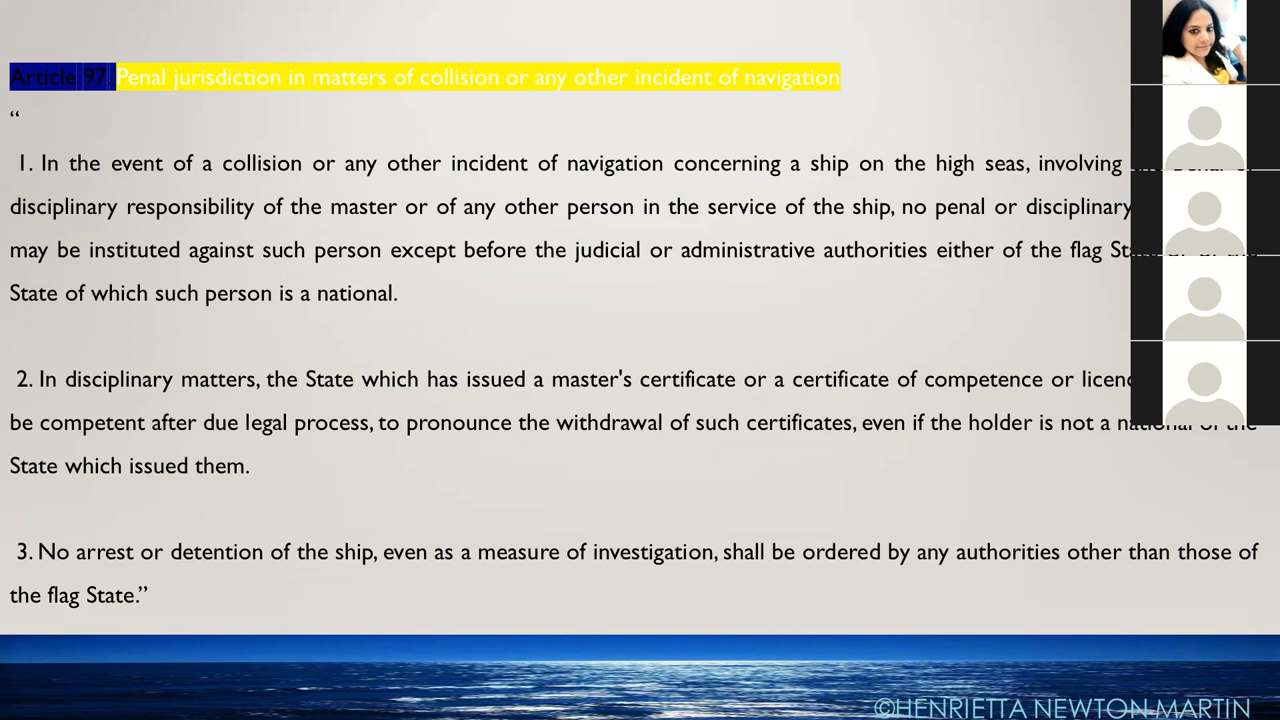 Article 97. Penal jurisdiction in matters of collision or any other incident of navigation
“
1. In the event of a collision or any other incident of navigation concerning a ship on the high seas, involving
disciplinary responsibility of the master or of any other person in the service of the ship, no penal or disciplinary
may be instituted against such person except before the judicial or administrative authorities either of the flag State or of the
State of which such person is a national.
2. In disciplinary matters, the State which has issued a master's certificate or a certificate of competence or
be competent after due legal process, to pronounce the withdrawal of such certificates, even if the holder is not a national of the
State which issued them.
3. No arrest or detention of the ship, even as a measure of investigation, shall be ordered by any authorities other than those of
the flag State.”
©HENRIETTA NEWTON MARTIN